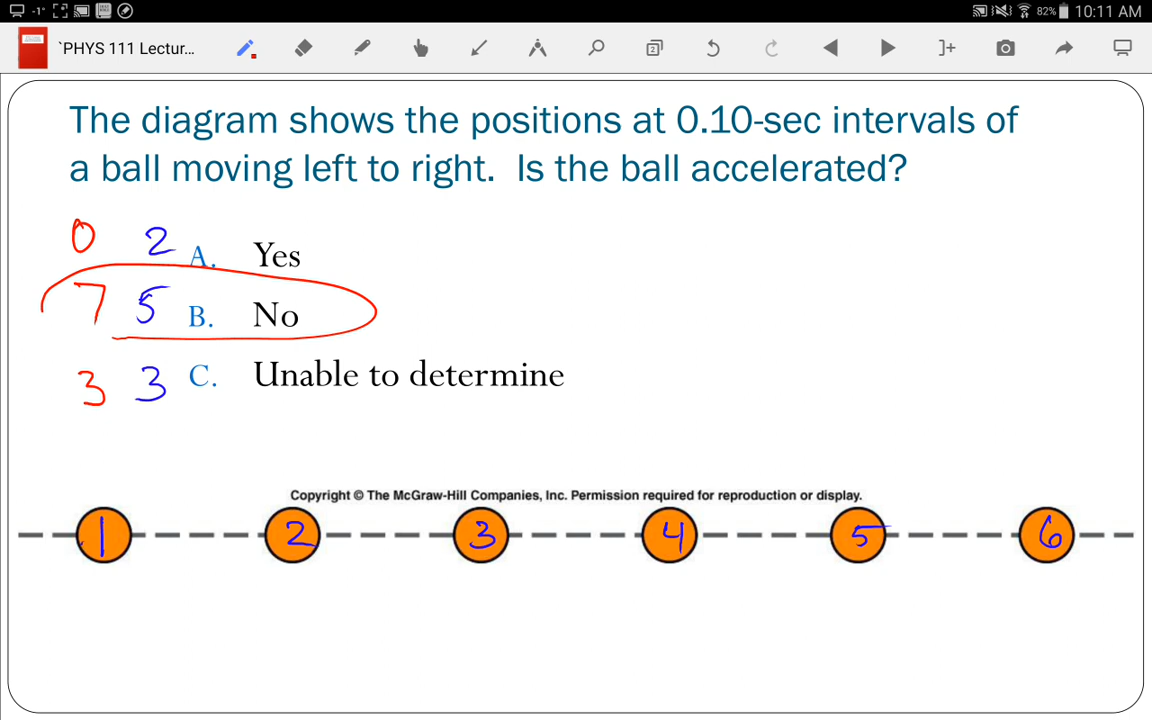 -1° 82% 10:11 AM
`PHYS 111 Lectur... 2 ]+
The diagram shows the positions at 0.10-sec intervals of
a ball moving left to right. Is the ball accelerated?
0 2 A. Yes
7 5 B. No
3 3 C. Unable to determine
Copyright © The McGraw-Hill Companies, Inc. Permission required for reproduction or display.
1 2 3 4 5 6